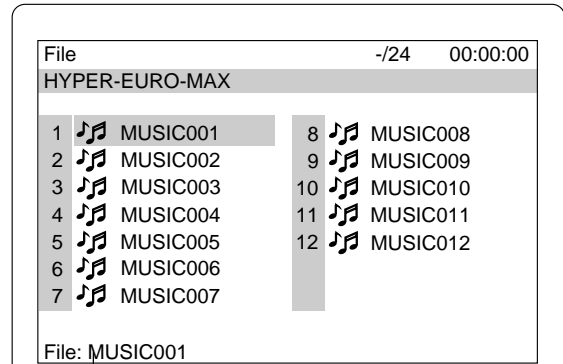 File -/24 00:00:00
HYPER-EURO-MAX
1 MUSIC001
2 MUSIC002
3 MUSIC003
4 MUSIC004
5 MUSIC005
6 MUSIC006
7 MUSIC007
8 MUSIC008
9 MUSIC009
10 MUSIC010
11 MUSIC011
12 MUSIC012
File: MUSIC001